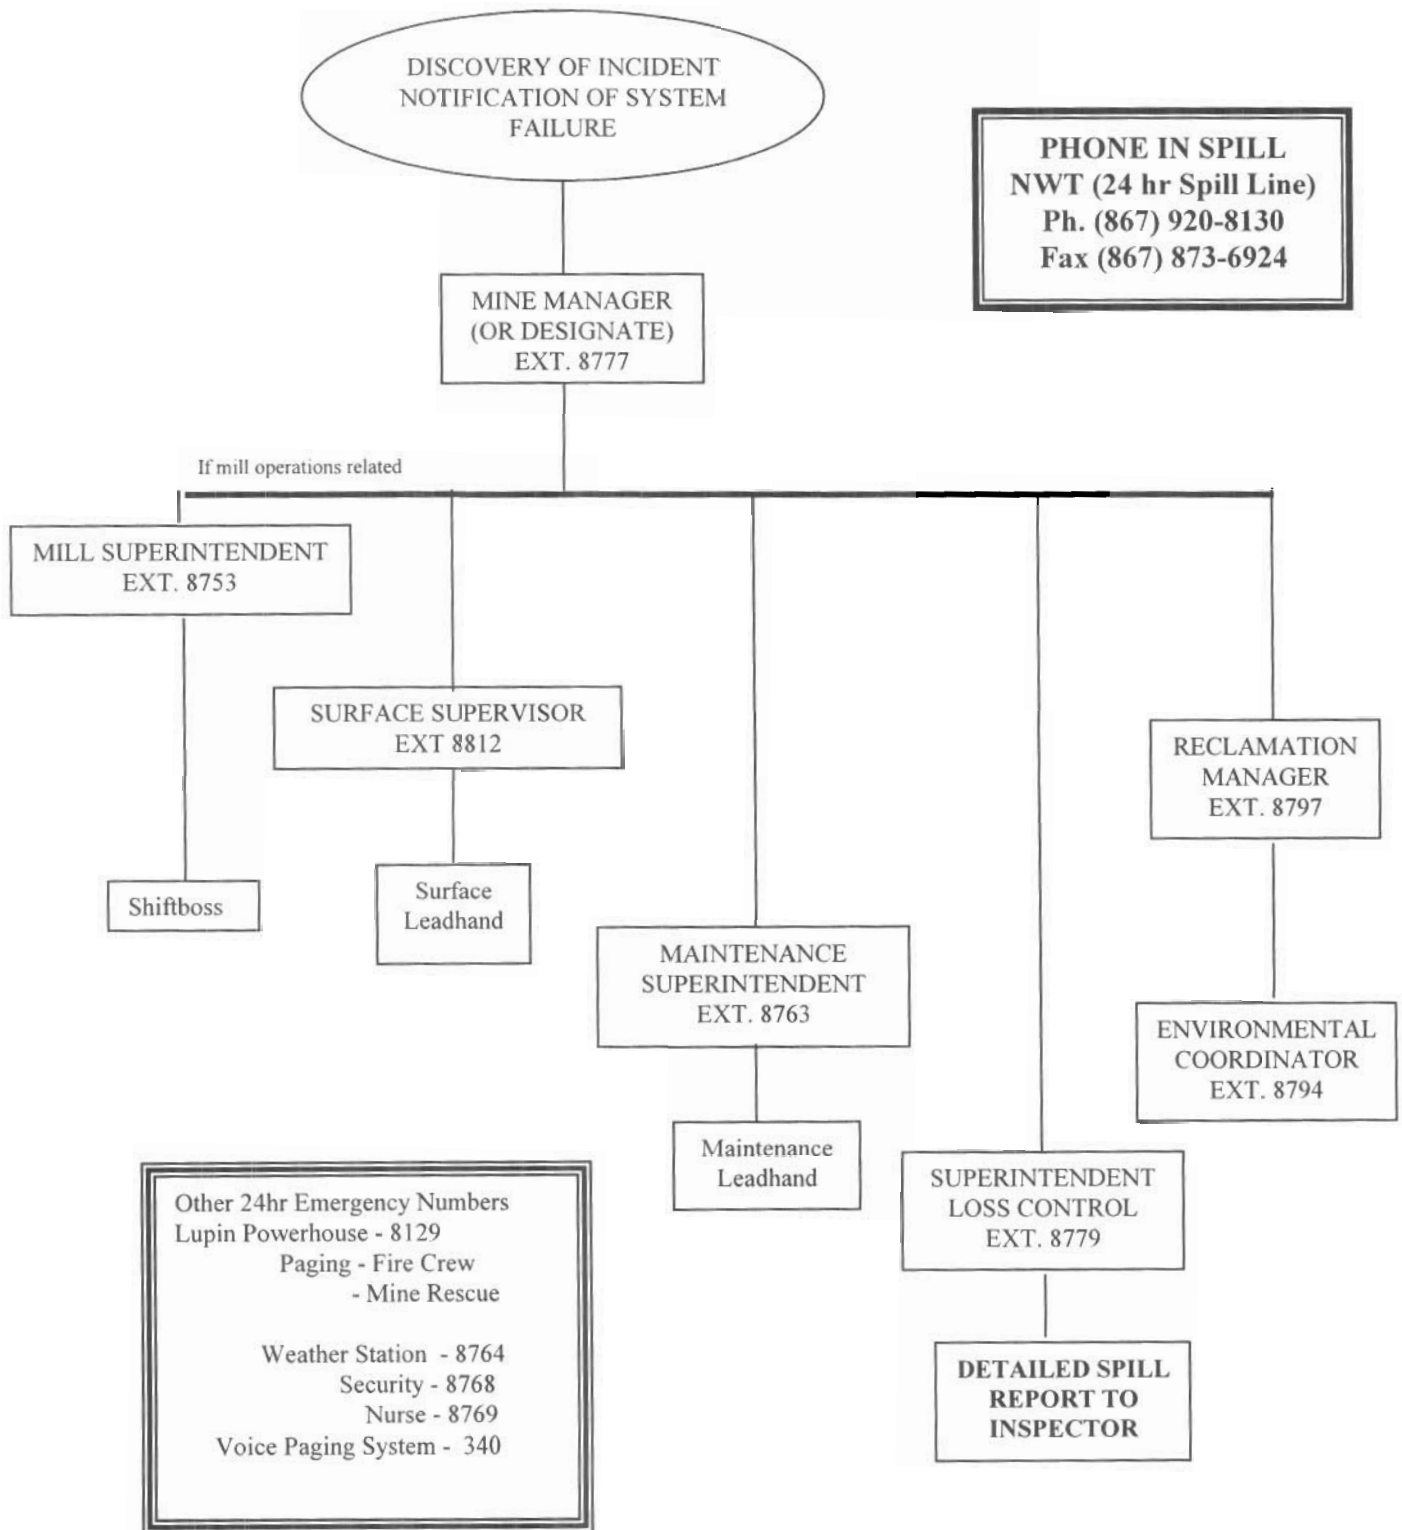 DISCOVERY OF INCIDENT
NOTIFICATION OF SYSTEM
FAILURE
PHONE IN SPILL
NWT (24 hr Spill Line)
Ph. (867) 920-8130
Fax (867) 873-6924
MINE MANAGER
(OR DESIGNATE)
EXT. 8777
If mill operations related
MILL SUPERINTENDENT
EXT. 8753
SURFACE SUPERVISOR
EXT 8812
RECLAMATION
MANAGER
EXT. 8797
Shiftboss
Surface
Leadhand
MAINTENANCE
SUPERINTENDENT
EXT. 8763
ENVIRONMENTAL
COORDINATOR
EXT. 8794
Maintenance
Leadhand
SUPERINTENDENT
LOSS CONTROL
EXT. 8779
Other 24hr Emergency Numbers
Lupin Powerhouse - 8129
Paging - Fire Crew
- Mine Rescue
Weather Station - 8764
Security - 8768
Nurse - 8769
Voice Paging System - 340
DETAILED SPILL
REPORT TO
INSPECTOR